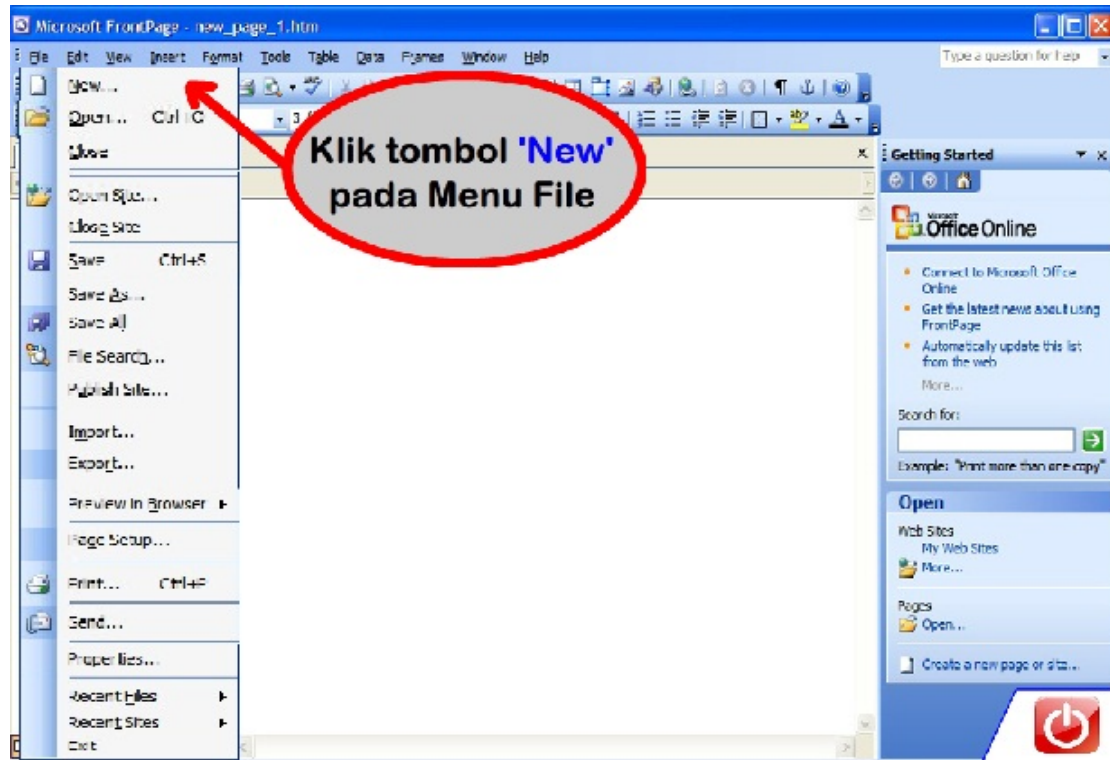 Microsoft FrontPage - new_page_1.htm
File Edit View Insert Format Tools Table Data Frames Window Help
Type a question for help
New...
Open... Ctrl+O
Close
Open Site...
Close Site
Save Ctrl+S
Save As...
Save All
File Search...
Publish Site...
Import...
Export...
Preview in Browser
Page Setup...
Print... Ctrl+P
Send...
Properties...
Recent Files
Recent Sites
Exit
Klik tombol 'New'
pada Menu File
Getting Started
Microsoft
Office Online
Connect to Microsoft Office
Online
Get the latest news about using
FrontPage
Automatically update this list
from the web
More...
Search for:
Example: "Print more than one copy"
Open
Web Sites
My Web Sites
More...
Pages
Open...
Create a new page or site...